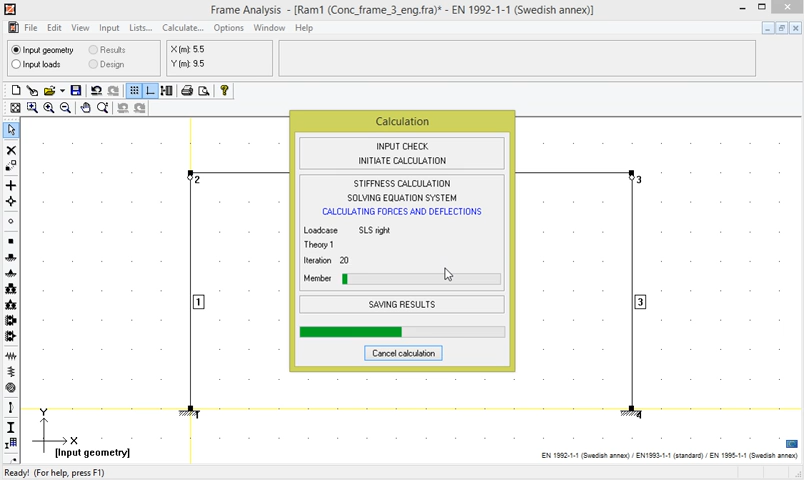 Frame Analysis - [Ram1 (Conc_frame_3_eng.fra)* - EN 1992-1-1 (Swedish annex)]
File Edit View Input Lists... Calculate... Options Window Help
Input geometry Results X (m): 5.5
Input loads Design Y (m): 9.5
Calculation
INPUT CHECK
INITIATE CALCULATION
STIFFNESS CALCULATION
SOLVING EQUATION SYSTEM
CALCULATING FORCES AND DEFLECTIONS
Loadcase SLS right
Theory 1
Iteration 20
Member
SAVING RESULTS
Cancel calculation
2 3
1 3
1 4
Y
X
[Input geometry]
EN 1992-1-1 (Swedish annex) / EN1993-1-1 (standard) / EN 1995-1-1 (Swedish annex)
Ready! (For help, press F1)